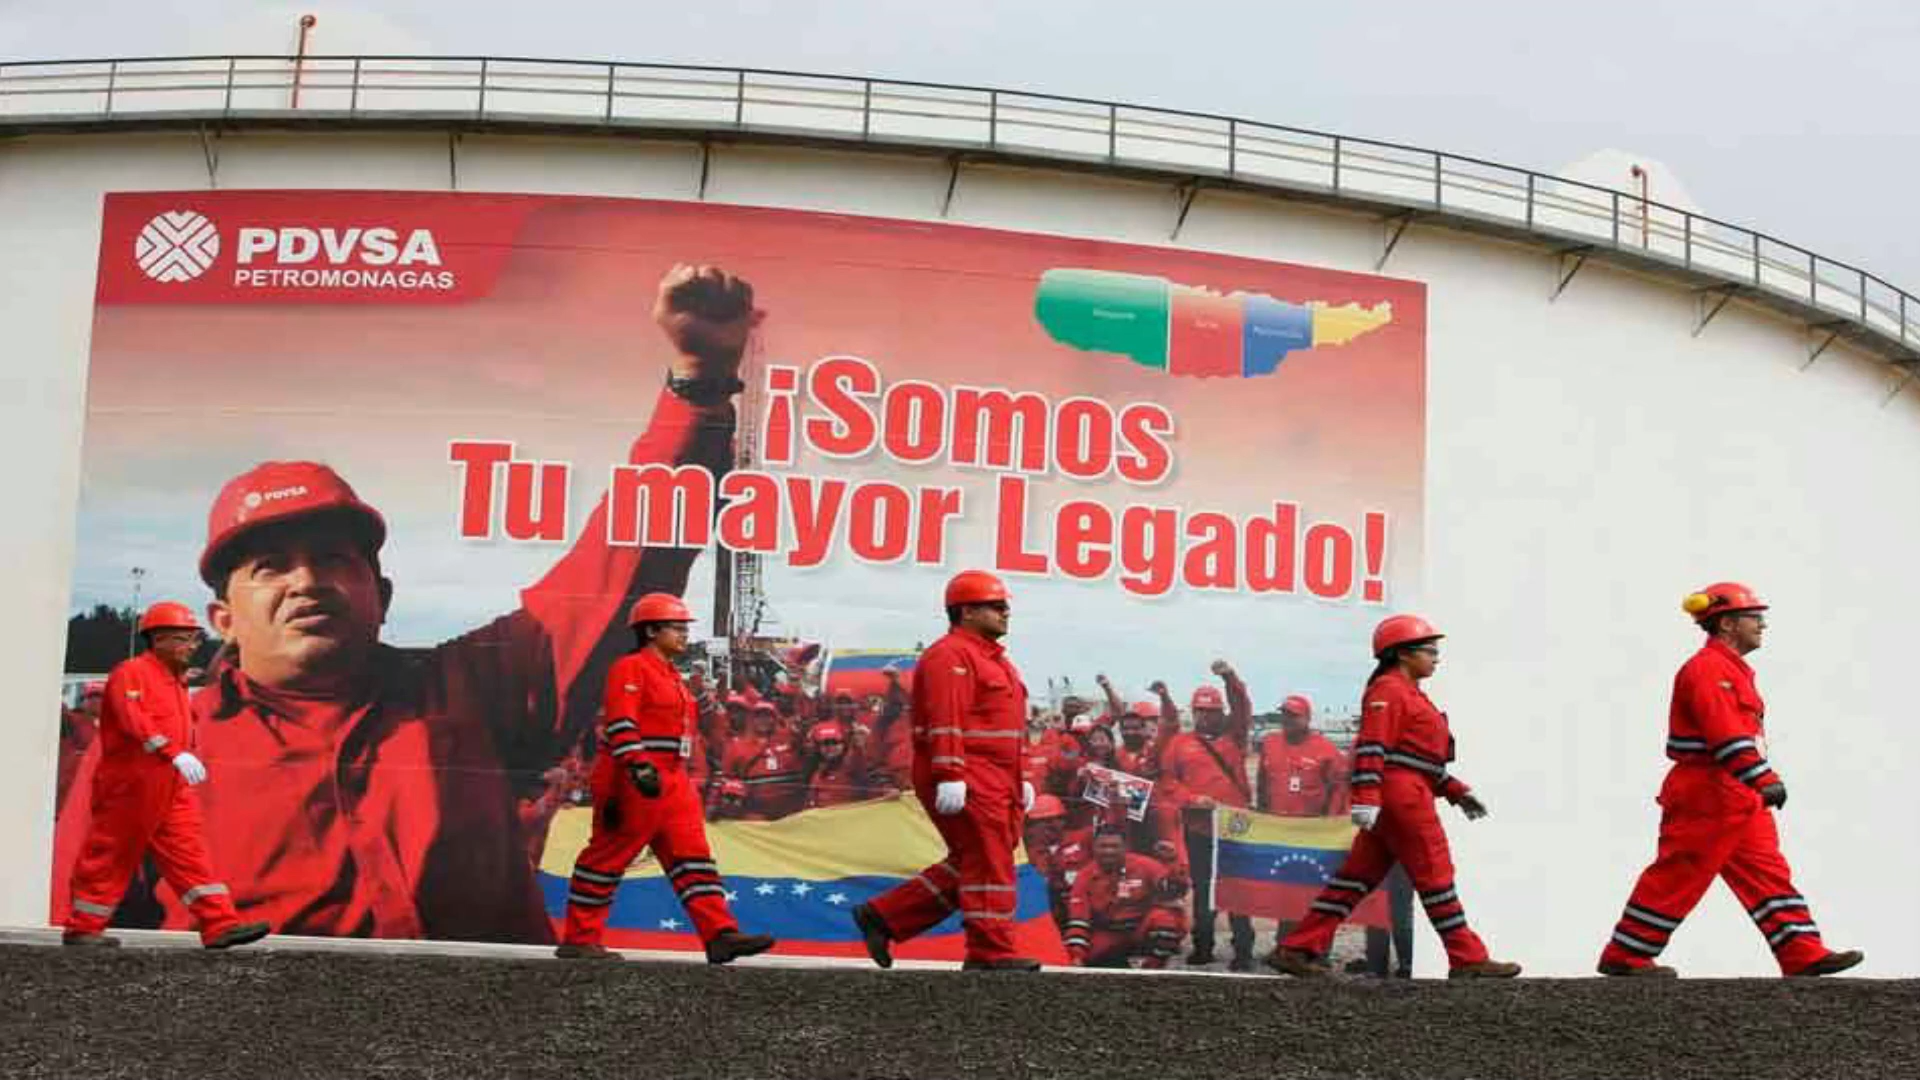 PDVSA
PETROMONAGAS
¡Somos
Tu mayor Legado!
PDVSA